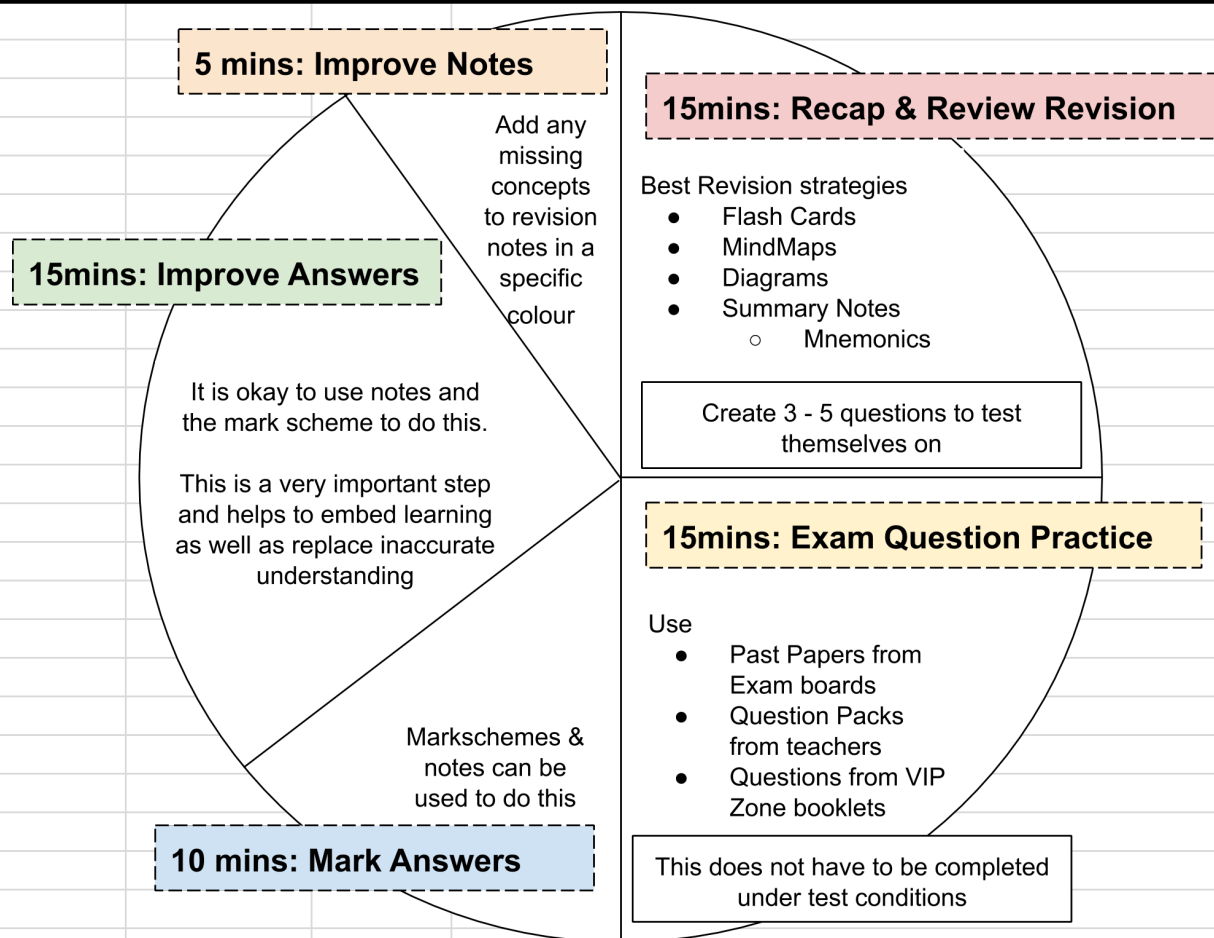 5 mins: Improve Notes
Add any
missing
concepts
to revision
notes in a
specific
colour
15mins: Recap & Review Revision
Best Revision strategies
● Flash Cards
● MindMaps
● Diagrams
● Summary Notes
○ Mnemonics
Create 3 - 5 questions to test
themselves on
15mins: Exam Question Practice
Use
● Past Papers from
Exam boards
● Question Packs
from teachers
● Questions from VIP
Zone booklets
This does not have to be completed
under test conditions
10 mins: Mark Answers
Markschemes &
notes can be
used to do this
15mins: Improve Answers
It is okay to use notes and
the mark scheme to do this.
This is a very important step
and helps to embed learning
as well as replace inaccurate
understanding